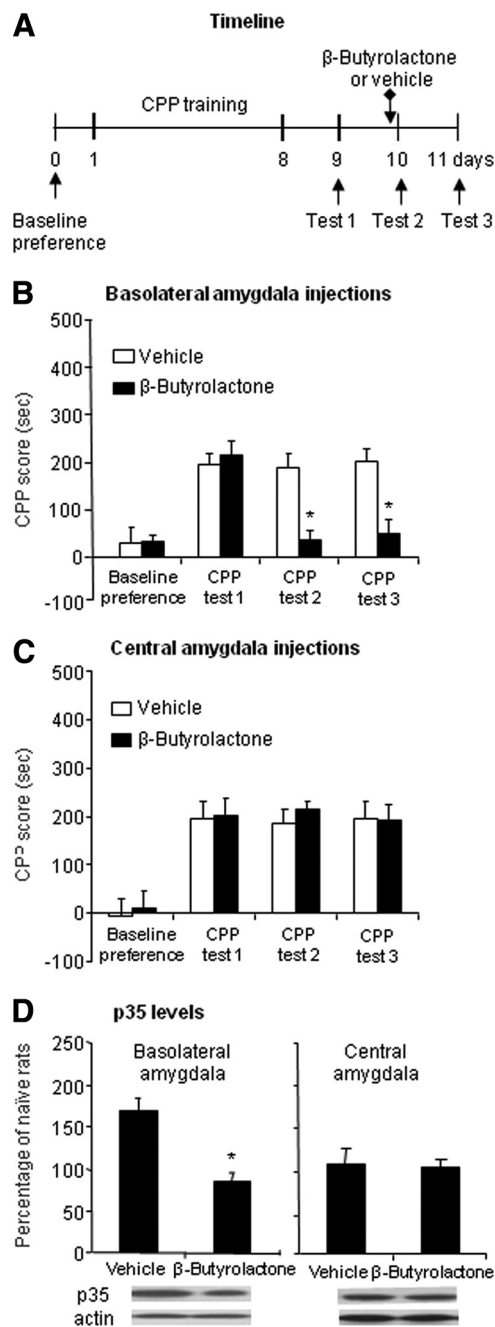 A
Timeline
β-Butyrolactone
or vehicle
CPP training
0 1 8 9 10 11 days
Baseline
preference
Test 1 Test 2 Test 3
B
Basolateral amygdala injections
500
400
300
200
100
0
-100
CPP score (sec)
Vehicle
β-Butyrolactone
* *
Baseline
preference
CPP
test 1
CPP
test 2
CPP
test 3
C
Central amygdala injections
500
400
300
200
100
0
-100
CPP score (sec)
Vehicle
β-Butyrolactone
Baseline
preference
CPP
test 1
CPP
test 2
CPP
test 3
D
p35 levels
250
200
150
100
50
0
Percentage of naïve rats
Basolateral
amygdala
*
Central
amygdala
Vehicle β-Butyrolactone
Vehicle β-Butyrolactone
p35
actin